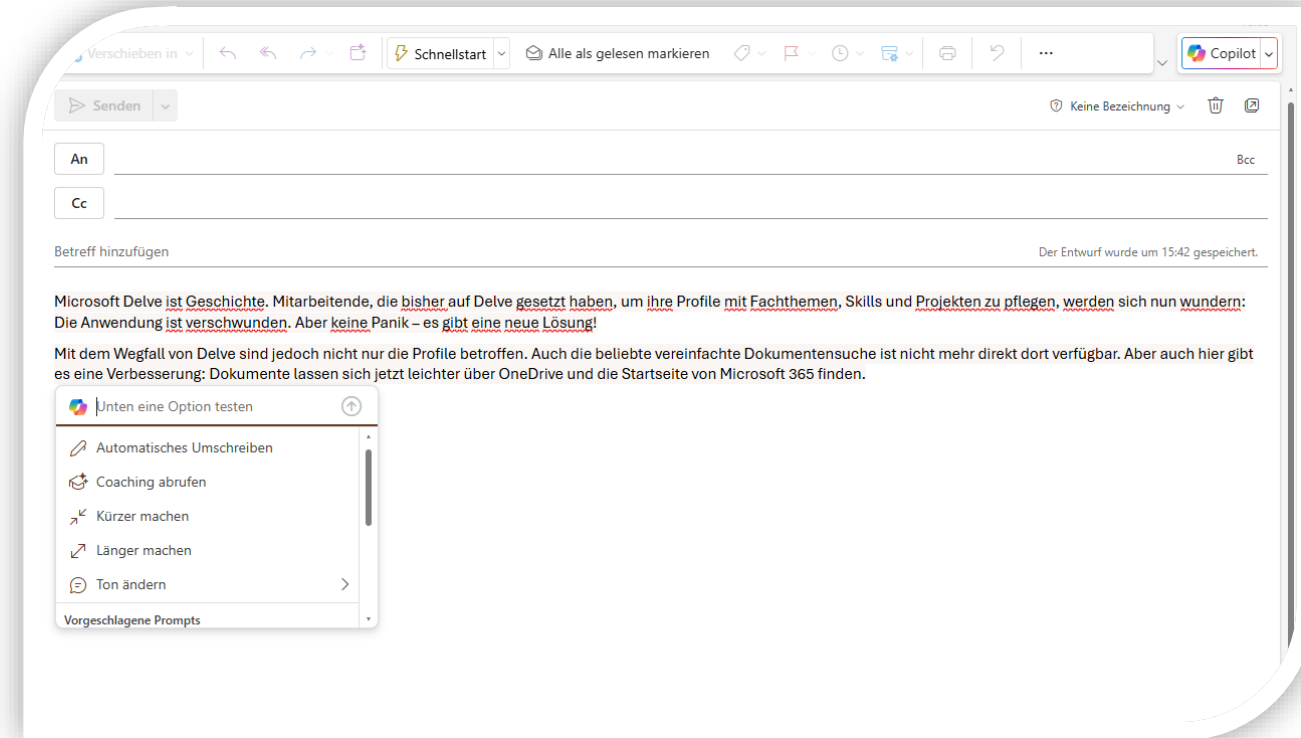 Verschieben in
Schnellstart
Alle als gelesen markieren
...
Copilot
Senden
Keine Bezeichnung
An
Bcc
Cc
Betreff hinzufügen
Der Entwurf wurde um 15:42 gespeichert.
Microsoft Delve ist Geschichte. Mitarbeitende, die bisher auf Delve gesetzt haben, um ihre Profile mit Fachthemen, Skills und Projekten zu pflegen, werden sich nun wundern:
Die Anwendung ist verschwunden. Aber keine Panik – es gibt eine neue Lösung!
Mit dem Wegfall von Delve sind jedoch nicht nur die Profile betroffen. Auch die beliebte vereinfachte Dokumentensuche ist nicht mehr direkt dort verfügbar. Aber auch hier gibt
es eine Verbesserung: Dokumente lassen sich jetzt leichter über OneDrive und die Startseite von Microsoft 365 finden.
Unten eine Option testen
Automatisches Umschreiben
Coaching abrufen
Kürzer machen
Länger machen
Ton ändern
Vorgeschlagene Prompts